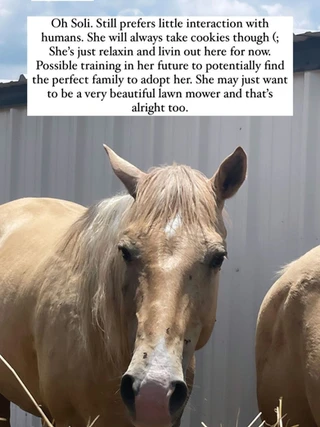 Oh Soli. Still prefers little interaction with
humans. She will always take cookies though (;
She's just relaxin and livin out here for now.
Possible training in her future to potentially find
the perfect family to adopt her. She may just want
to be a very beautiful lawn mower and that's
alright too.